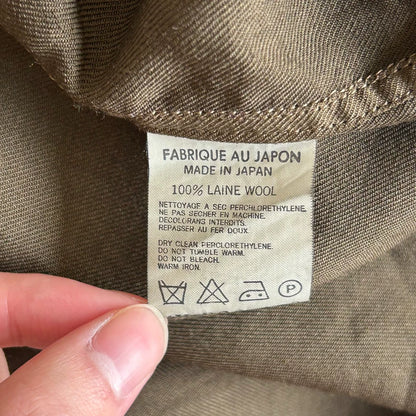 FABRIQUE AU JAPON
MADE IN JAPAN
100% LAINE WOOL
NETTOYAGE A SEC PERCHLORETHYLENE.
NE PAS SECHER EN MACHINE.
DECOLORANS INTERDITS.
REPASSER AU FER DOUX.
DRY CLEAN PERCLORETHYLENE.
DO NOT TUMBLE WARM.
DO NOT BLEACH.
WARM IRON.
P